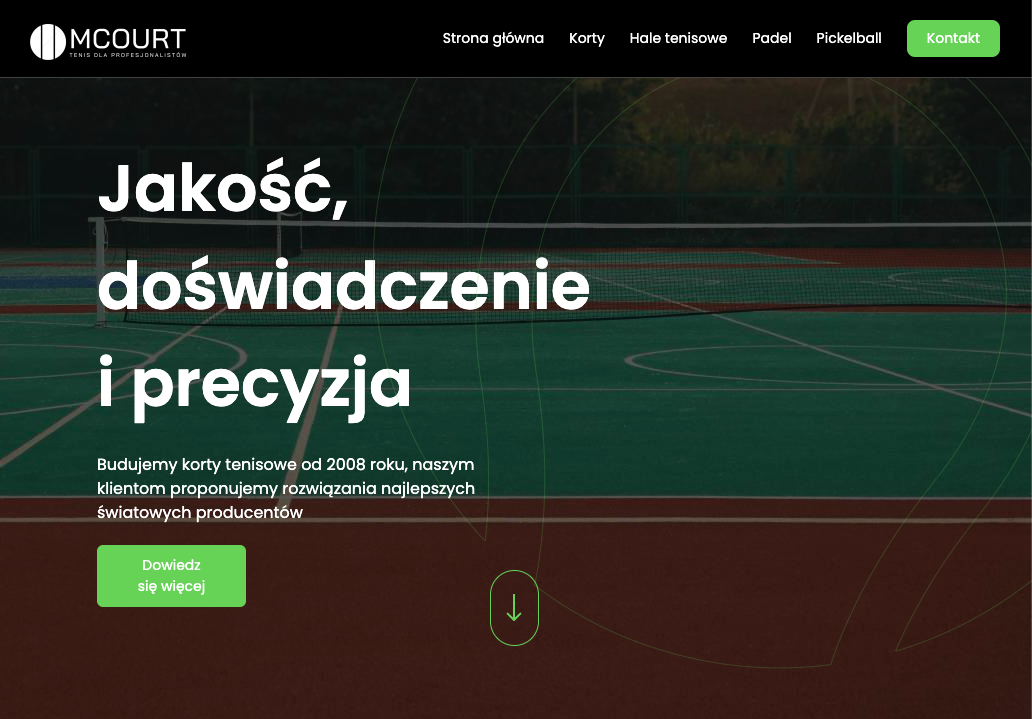 MCOURT
TENIS DLA PROFESJONALISTÓW
Strona główna
Korty
Hale tenisowe
Padel
Pickelball
Kontakt
Jakość,
doświadczenie
i precyzja
Budujemy korty tenisowe od 2008 roku, naszym
klientom proponujemy rozwiązania najlepszych
światowych producentów
Dowiedz
się więcej